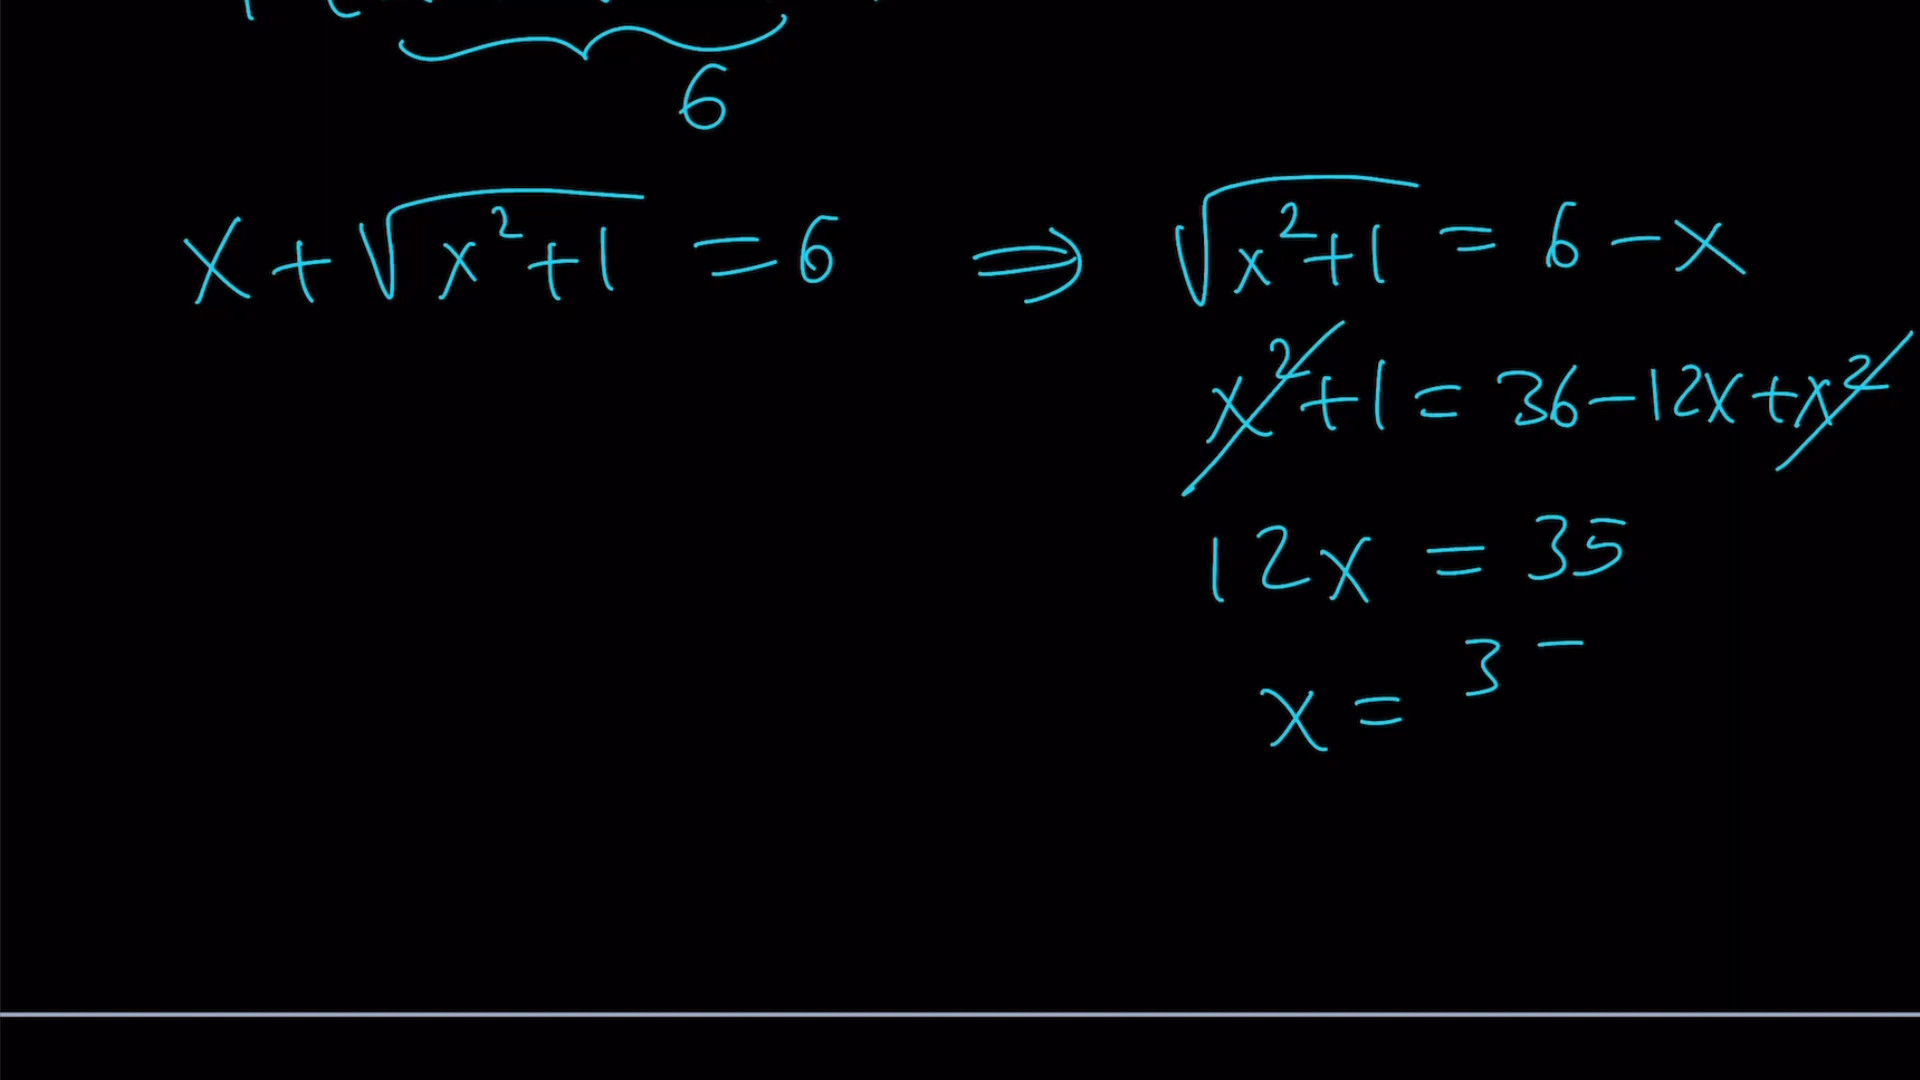 6
x + √(x²+1) = 6 ⇒ √(x²+1) = 6 - x
x² + 1 = 36 - 12x + x²
12x = 35
x = 3